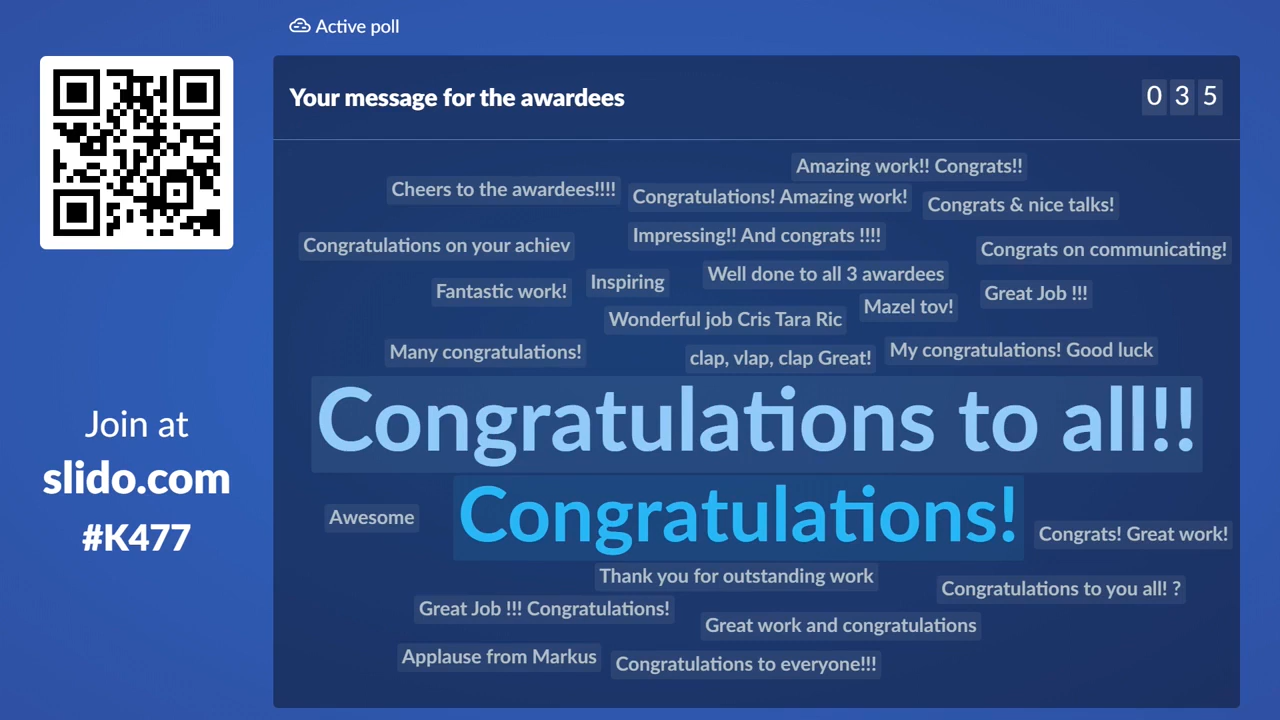 Active poll
Your message for the awardees
035
Amazing work!! Congrats!!
Cheers to the awardees!!!!
Congratulations! Amazing work!
Congrats & nice talks!
Impressing!! And congrats !!!!
Congratulations on your achiev
Congrats on communicating!
Well done to all 3 awardees
Inspiring
Fantastic work!
Great Job !!!
Mazel tov!
Wonderful job Cris Tara Ric
Many congratulations!
clap, vlap, clap Great!
My congratulations! Good luck
Congratulations to all!!
Congratulations!
Awesome
Congrats! Great work!
Thank you for outstanding work
Congratulations to you all! ?
Great Job !!! Congratulations!
Great work and congratulations
Applause from Markus
Congratulations to everyone!!!
Join at
slido.com
#K477